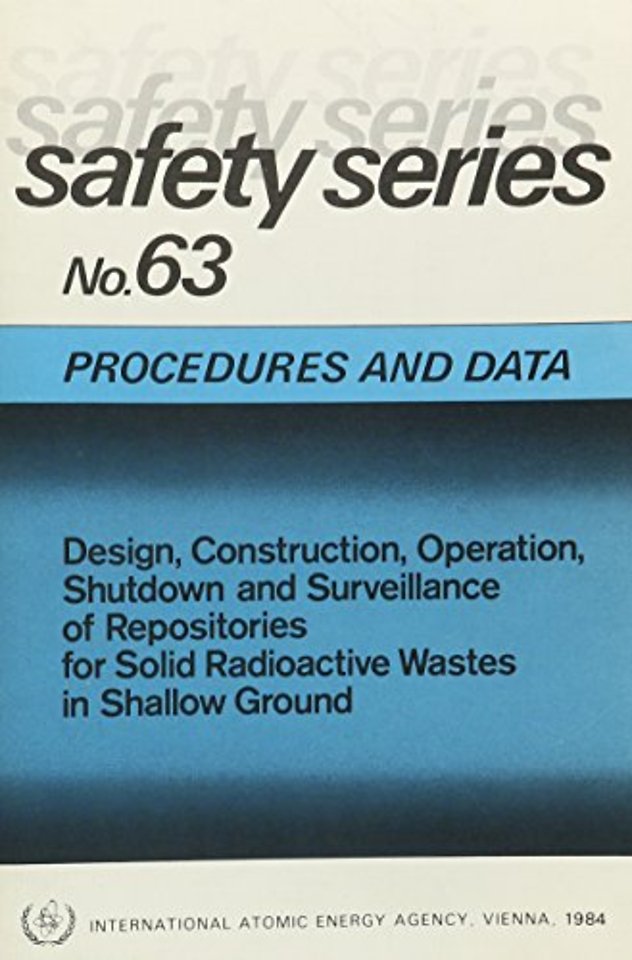 safety series
safety series
safety series
No.63
PROCEDURES AND DATA
Design, Construction, Operation,
Shutdown and Surveillance
of Repositories
for Solid Radioactive Wastes
in Shallow Ground
INTERNATIONAL ATOMIC ENERGY AGENCY, VIENNA, 1984